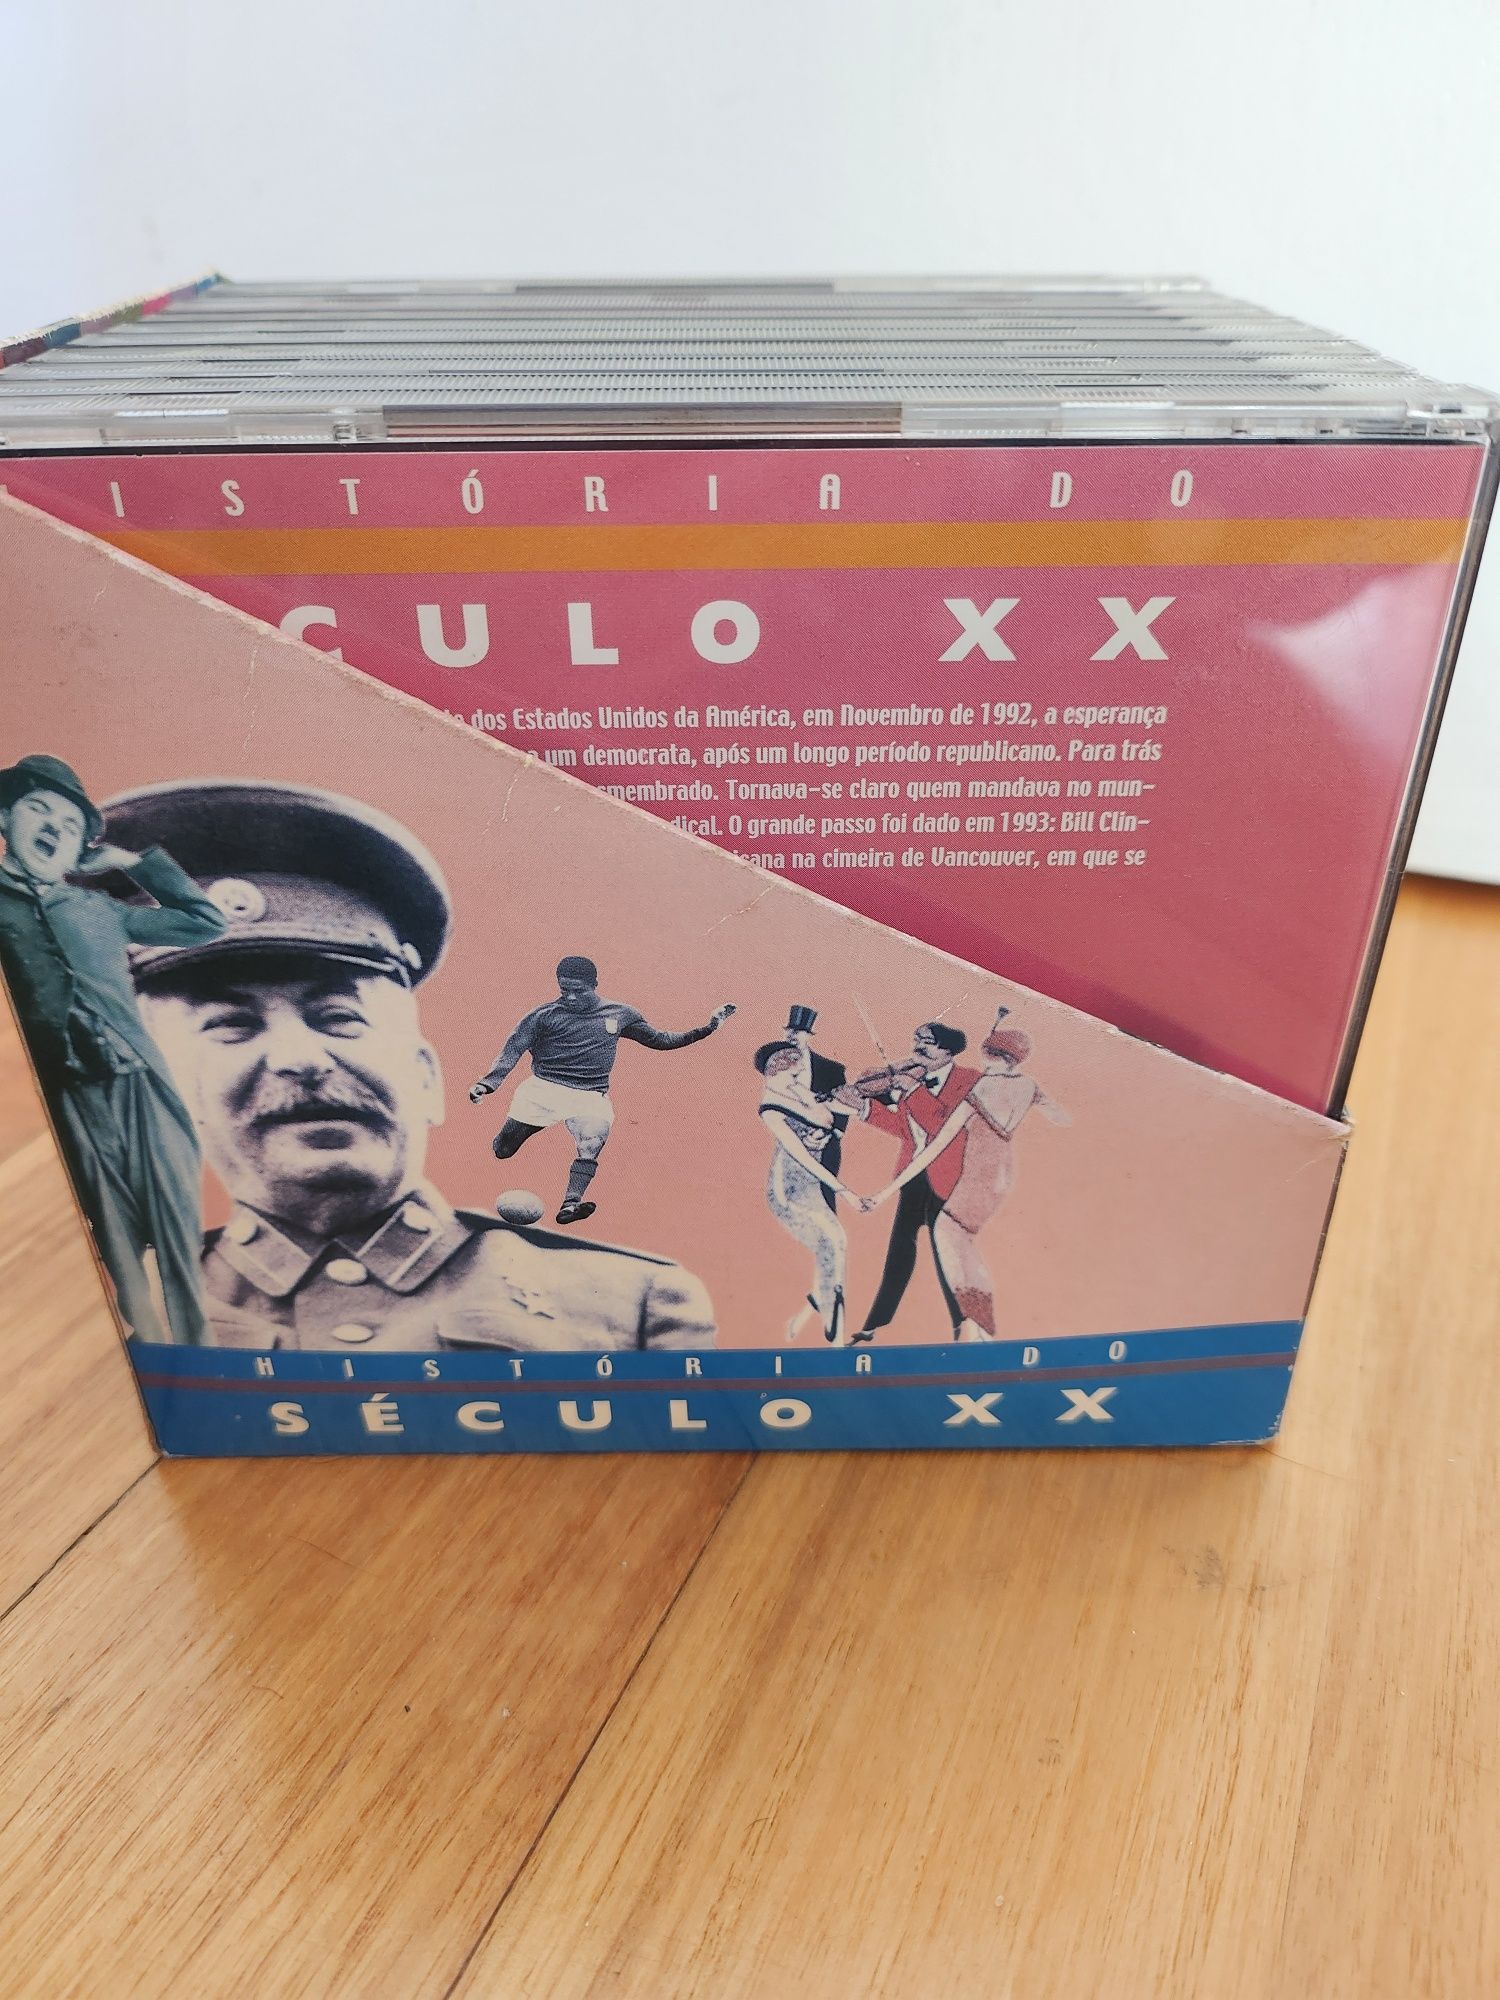 ISTÓRIA DO
CULO XX
dos Estados Unidos da América, em Novembro de 1992, a esperança
um democrata, após um longo período republicano. Para trás
smembrado. Tornava-se claro quem mandava no mun-
dical. O grande passo foi dado em 1993: Bill Clin-
na cimeira de Vancouver, em que se
HISTÓRIA DO
SÉCULO XX